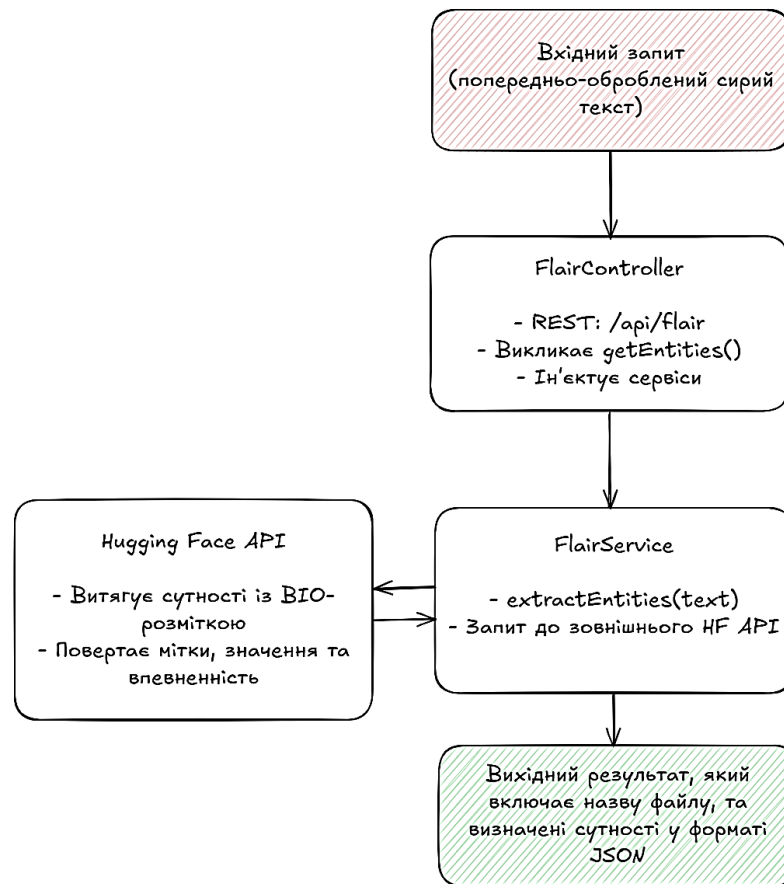 Вхідний запит
(попередньо-оброблений сирий
текст)
FlairController
- REST: /api/flair
- Викликає getEntities()
- Ін'єктує сервіси
Hugging Face API
- Витягує сутності із BIO-
розміткою
- Повертає мітки, значення та
впевненність
FlairService
- extractEntities(text)
- Запит до зовнішнього HF API
Вихідний результат, який
включає назву файлу, та
визначені сутності у форматі
JSON